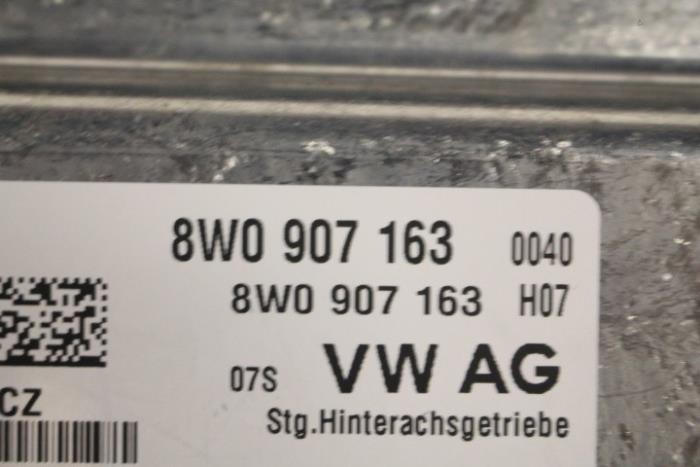 8W0 907 163 0040
8W0 907 163 H07
07S VW AG
CZ
Stg.Hinterachsgetriebe